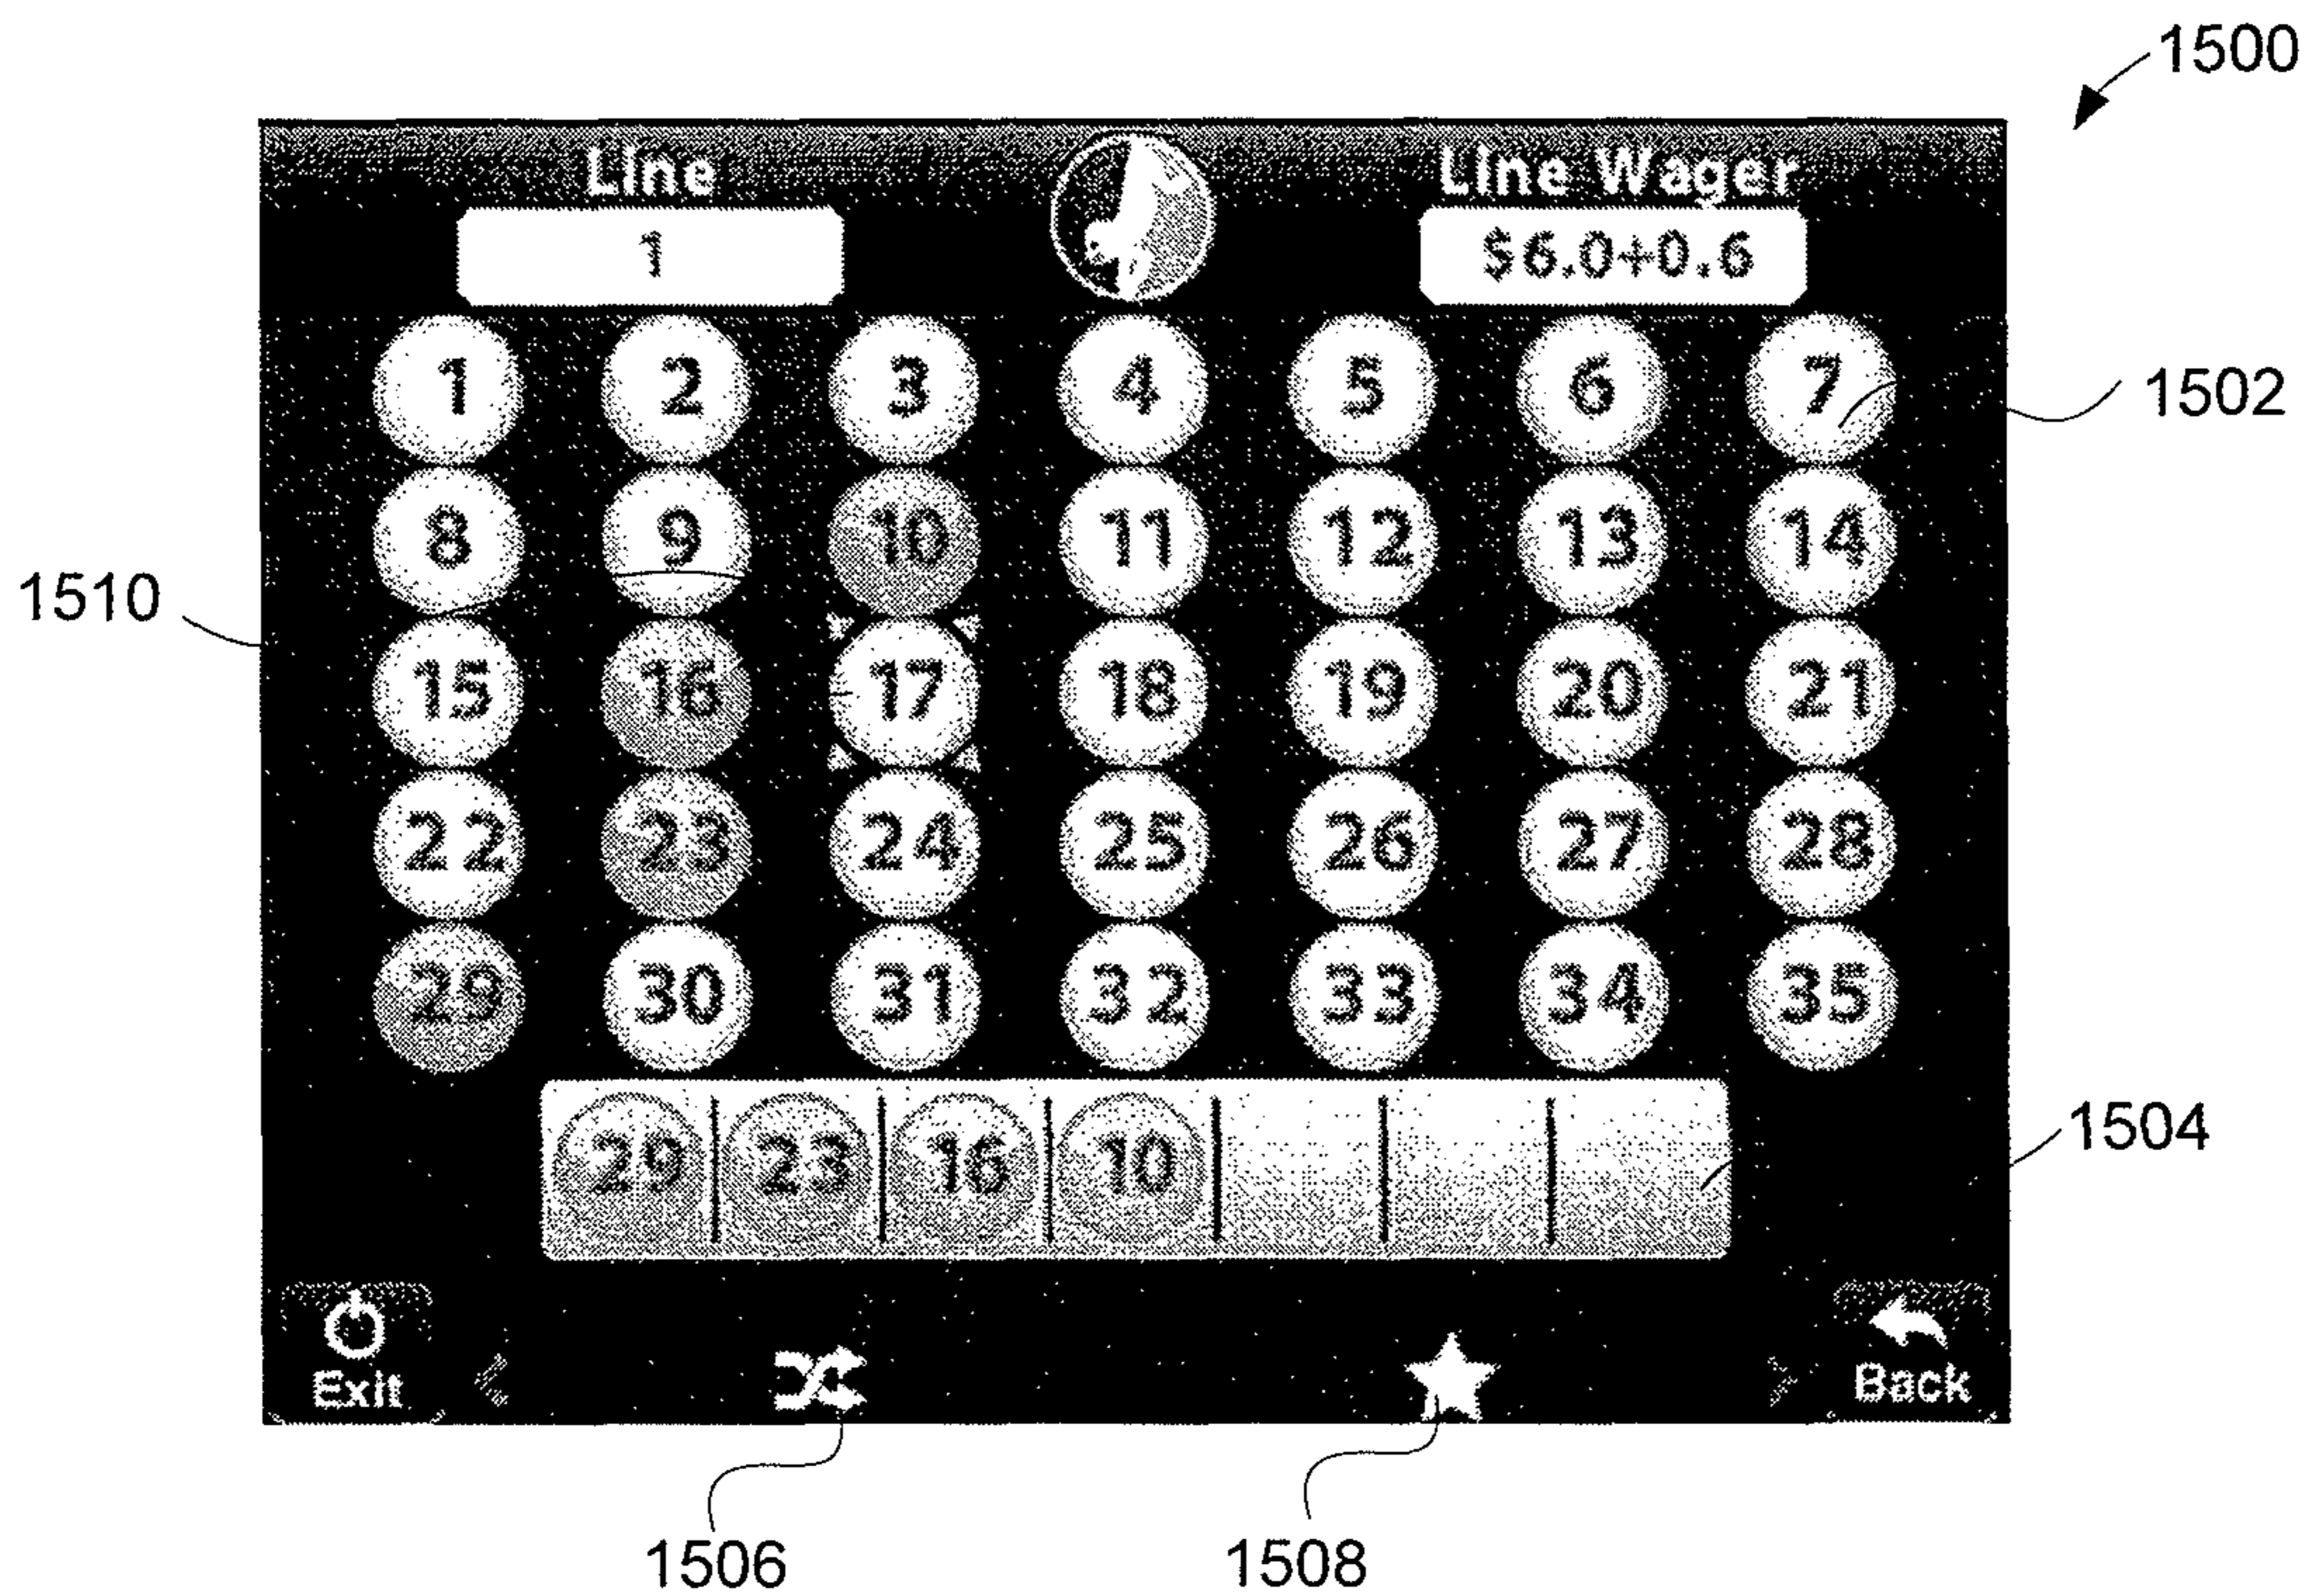 1500
Line
Line Wager
1
$6.0+0.6
1 2 3 4 5 6 7
1502
8 9 10 11 12 13 14
1510
15 16 17 18 19 20 21
22 23 24 25 26 27 28
29 30 31 32 33 34 35
29 23 16 10
1504
Exit
Back
1506
1508